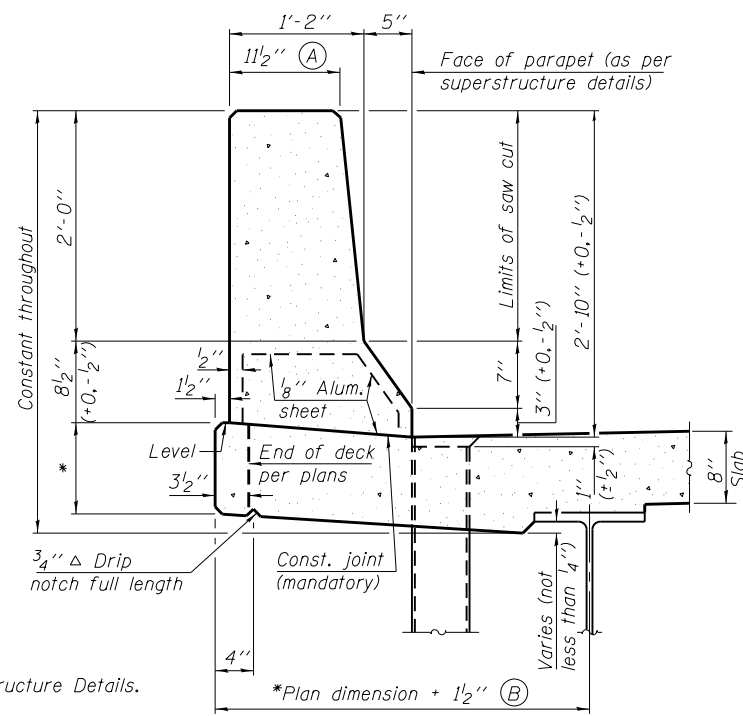 1'-2"
5"
11½" Ⓐ
Face of parapet (as per
superstructure details)
Constant throughout
2'-0"
8½"
(+0,-½")
*
½"
1½"
⅛" Alum.
sheet
Limits of saw cut
7"
3" (+0,-½")
2'-10" (+0,-½")
Level
End of deck
per plans
3½"
1"
(±½")
8"
Slab
¾" △ Drip
notch full length
Const. joint
(mandatory)
Varies (not
less than ¼")
4"
*Plan dimension + 1½" Ⓑ
ucture Details.